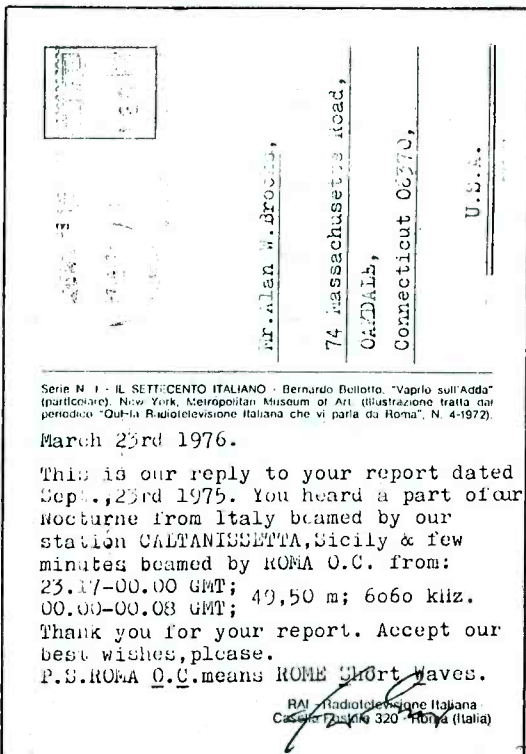 Mr.Alan W.Brooks,
74 Massachusetts Road,
OAKDALE,
Connecticut 06370,
U.S.A.
Serie N. 1 - IL SETTECENTO ITALIANO - Bernardo Bellotto, "Vaprio sull'Adda"
(particolare). New York, Metropolitan Museum of Art. (Illustrazione tratta dal
periodico "Qui-la Radiotelevisione Italiana che vi parla da Roma", N. 4-1972).
March 23rd 1976.
This is our reply to your report dated
Sept.,23rd 1975. You heard a part of our
Nocturne from Italy beamed by our
station CALTANISSETTA,Sicily & few
minutes beamed by ROMA O.C. from:
23.17-00.00 GMT;
00.00-00.08 GMT; 49,50 m; 6060 kHz.
Thank you for your report. Accept our
best wishes,please.
P.S.ROMA O.C.means ROME Short Waves.
RAI - Radiotelevisione Italiana
Casella Postale 320 - Roma (Italia)